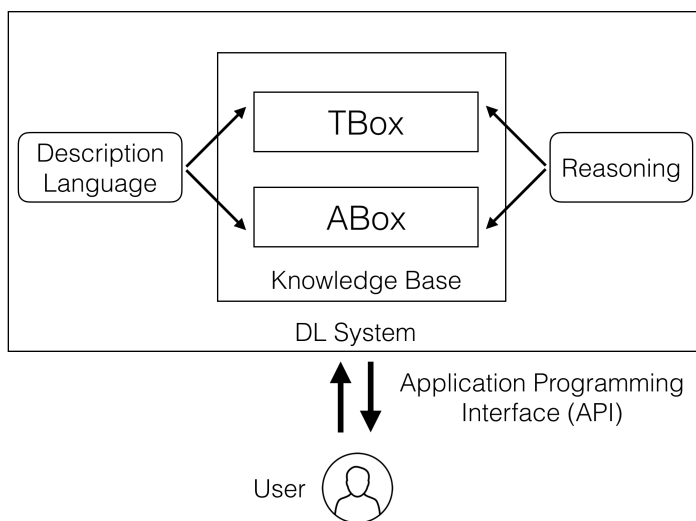 TBox
Description
Language
Reasoning
ABox
Knowledge Base
DL System
Application Programming
Interface (API)
User